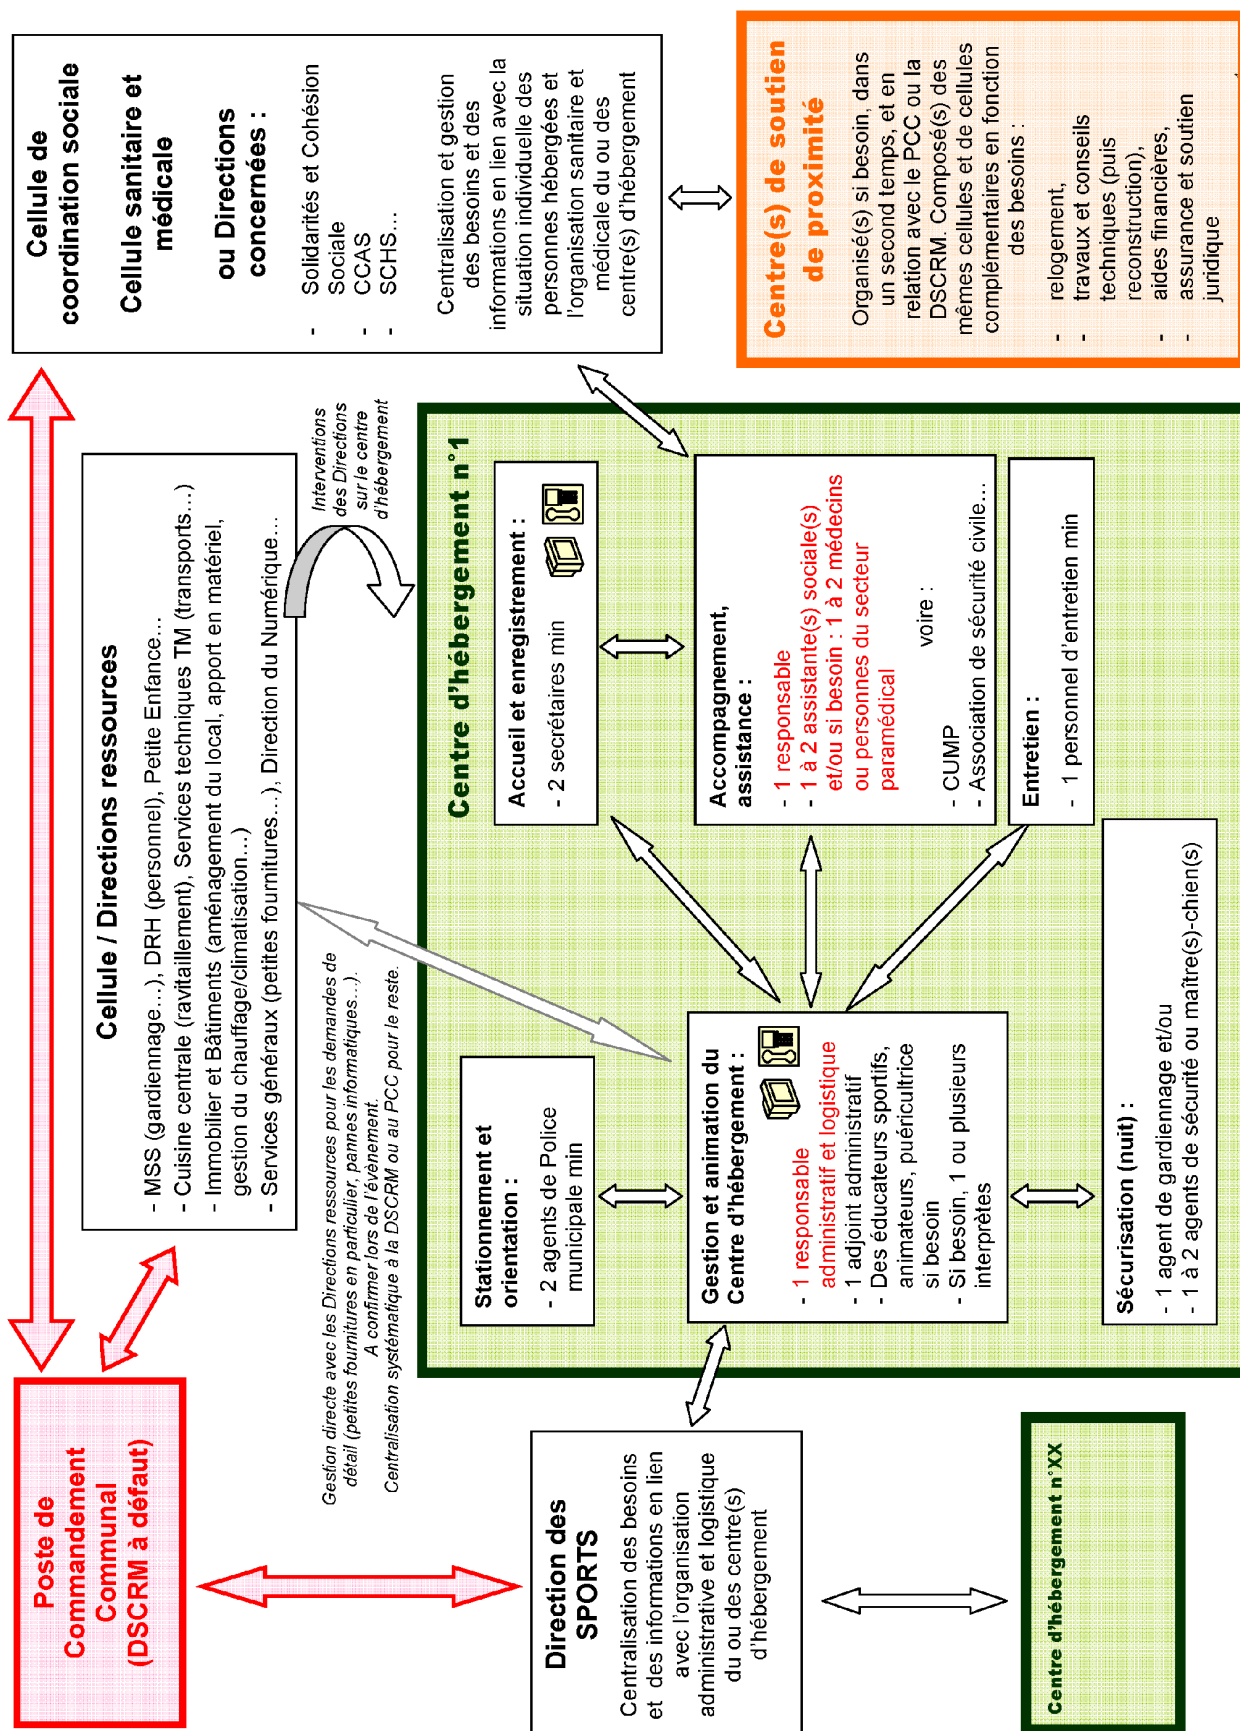 Poste de
Commandement
Communal
(DSCRM à défaut)
Cellule / Directions ressources
- MSS (gardiennage…), DRH (personnel), Petite Enfance…
- Cuisine centrale (ravitaillement), Services techniques TM (transports…)
- Immobilier et Bâtiments (aménagement du local, apport en matériel,
gestion du chauffage/climatisation…)
- Services généraux (petites fournitures…), Direction du Numérique…
Cellule de
coordination sociale
Cellule sanitaire et
médicale
ou Directions
concernées :
- Solidarités et Cohésion
Sociale
- CCAS
- SCHS…
Centralisation et gestion
des besoins et des
informations en lien avec la
situation individuelle des
personnes hébergées et
l'organisation sanitaire et
médicale du ou des
centre(s) d'hébergement
Gestion directe avec les Directions ressources pour les demandes de
détail (petites fournitures en particulier, pannes informatiques…).
A confirmer lors de l'évènement.
Centralisation systématique à la DSCRM ou au PCC pour le reste.
Interventions
des Directions
sur le centre
d'hébergement
Direction des
SPORTS
Centralisation des besoins
et des informations en lien
avec l'organisation
administrative et logistique
du ou des centre(s)
d'hébergement
Centre d'hébergement n°1
Stationnement et
orientation :
- 2 agents de Police
municipale min
Accueil et enregistrement :
- 2 secrétaires min
Gestion et animation du
Centre d'hébergement :
- 1 responsable
administratif et logistique
- 1 adjoint administratif
- Des éducateurs sportifs,
animateurs, puéricultrice
si besoin
- Si besoin, 1 ou plusieurs
interprètes
Accompagnement,
assistance :
- 1 responsable
- 1 à 2 assistante(s) sociale(s)
et/ou si besoin : 1 à 2 médecins
ou personnes du secteur
paramédical
voire :
- CUMP
- Association de sécurité civile…
Entretien :
- 1 personnel d'entretien min
Sécurisation (nuit) :
- 1 agent de gardiennage et/ou
- 1 à 2 agents de sécurité ou maître(s)-chien(s)
Centre(s) de soutien
de proximité
Organisé(s) si besoin, dans
un second temps, et en
relation avec le PCC ou la
DSCRM. Composé(s) des
mêmes cellules et de cellules
complémentaires en fonction
des besoins :
- relogement,
- travaux et conseils
techniques (puis
reconstruction),
- aides financières,
- assurance et soutien
juridique
Centre d'hébergement n°XX